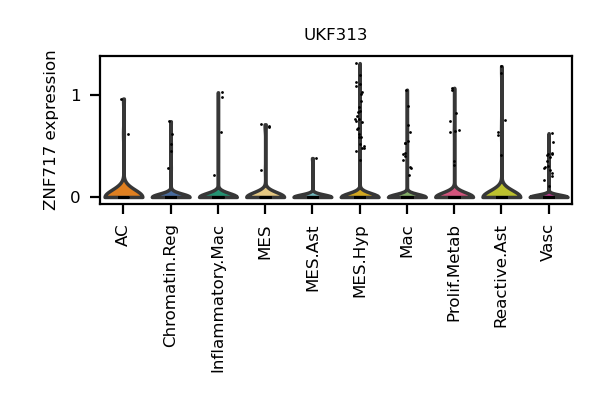 UKF313
ZNF717 expression
1
0
AC
Chromatin.Reg
Inflammatory.Mac
MES
MES.Ast
MES.Hyp
Mac
Prolif.Metab
Reactive.Ast
Vasc